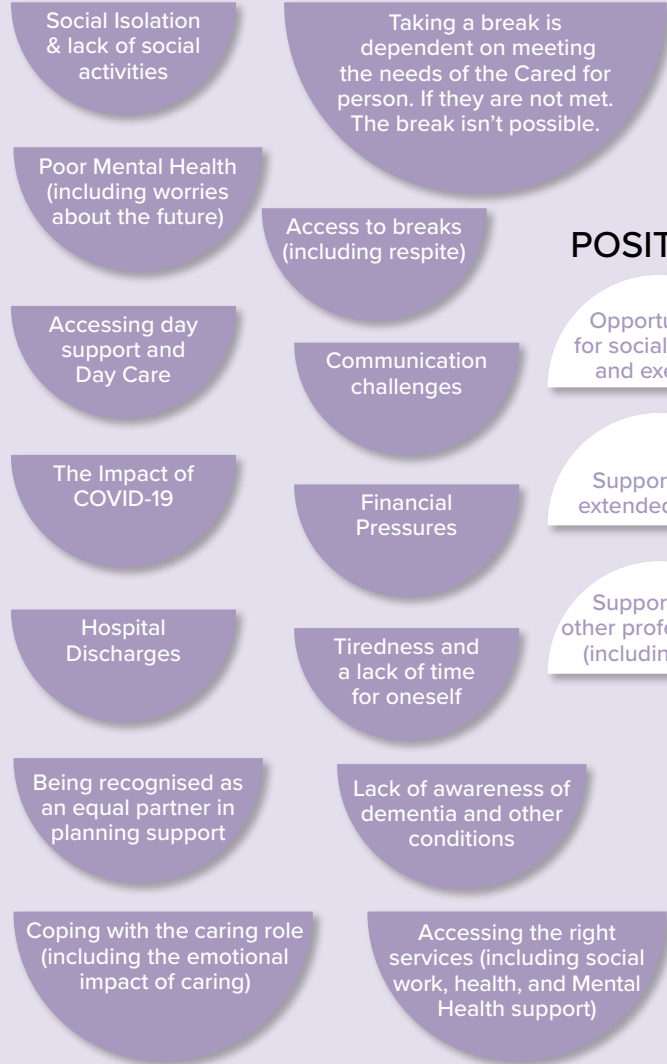 Social Isolation
& lack of social
activities
Taking a break is
dependent on meeting
the needs of the Cared for
person. If they are not met.
The break isn't possible.
Poor Mental Health
(including worries
about the future)
Access to breaks
(including respite)
Accessing day
support and
Day Care
Communication
challenges
The Impact of
COVID-19
Financial
Pressures
Hospital
Discharges
Tiredness and
a lack of time
for oneself
Being recognised as
an equal partner in
planning support
Lack of awareness of
dementia and other
conditions
Coping with the caring role
(including the emotional
impact of caring)
Accessing the right
services (including social
work, health, and Mental
Health support)
for social
and
extended
other